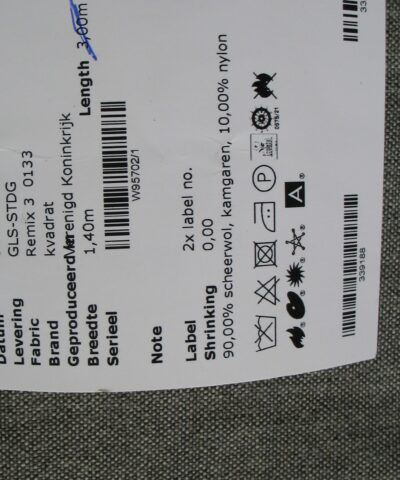 Datum
Levering GLS-STDG
Fabric Remix 3 0133
Brand kvadrat
Geproduceerd in Verenigd Koninkrijk
Breedte 1,40m Length 3,00m
Serieel
W95702/1
Note
Label 2x label no.
Shrinking 0,00
90,00% scheerwol, kamgaren, 10,00% nylon
P
A
339188
339188